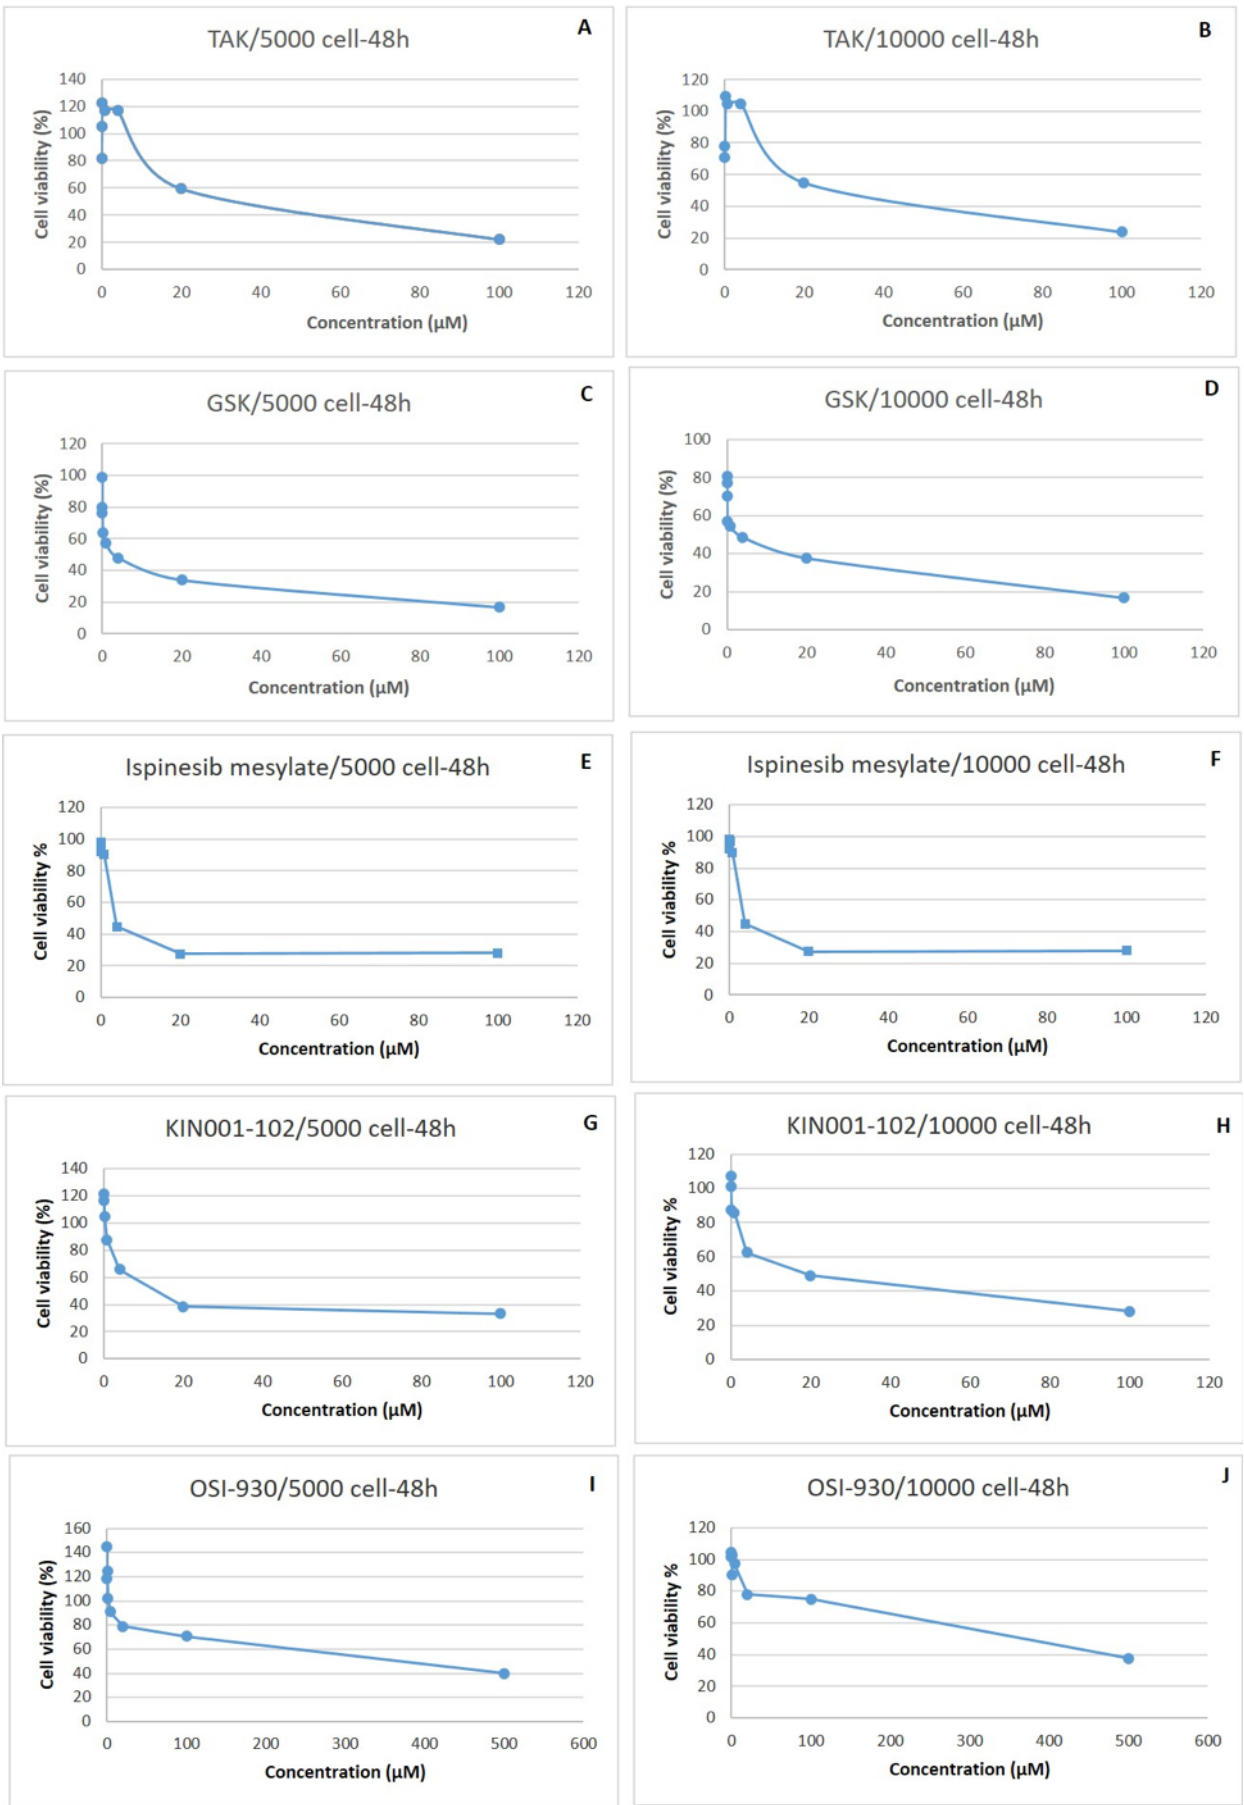 TAK/5000 cell-48h
A
140
120
100
80
60
40
20
0
Cell viability (%)
0 20 40 60 80 100 120
Concentration (µM)
TAK/10000 cell-48h
B
120
100
80
60
40
20
0
Cell viability (%)
0 20 40 60 80 100 120
Concentration (µM)
GSK/5000 cell-48h
C
120
100
80
60
40
20
0
Cell viability (%)
0 20 40 60 80 100 120
Concentration (µM)
GSK/10000 cell-48h
D
100
80
60
40
20
0
Cell viability (%)
0 20 40 60 80 100 120
Concentration (µM)
Ispinesib mesylate/5000 cell-48h
E
120
100
80
60
40
20
0
Cell viability %
0 20 40 60 80 100 120
Concentration (µM)
Ispinesib mesylate/10000 cell-48h
F
120
100
80
60
40
20
0
Cell viability %
0 20 40 60 80 100 120
Concentration (µM)
KIN001-102/5000 cell-48h
G
140
120
100
80
60
40
20
0
Cell viability (%)
0 20 40 60 80 100 120
Concentration (µM)
KIN001-102/10000 cell-48h
H
120
100
80
60
40
20
0
Cell viability %
0 20 40 60 80 100 120
Concentration (µM)
OSI-930/5000 cell-48h
I
160
140
120
100
80
60
40
20
0
Cell viability (%)
0 100 200 300 400 500 600
Concentration (µM)
OSI-930/10000 cell-48h
J
120
100
80
60
40
20
0
Cell viability %
0 100 200 300 400 500 600
Concentration (µM)